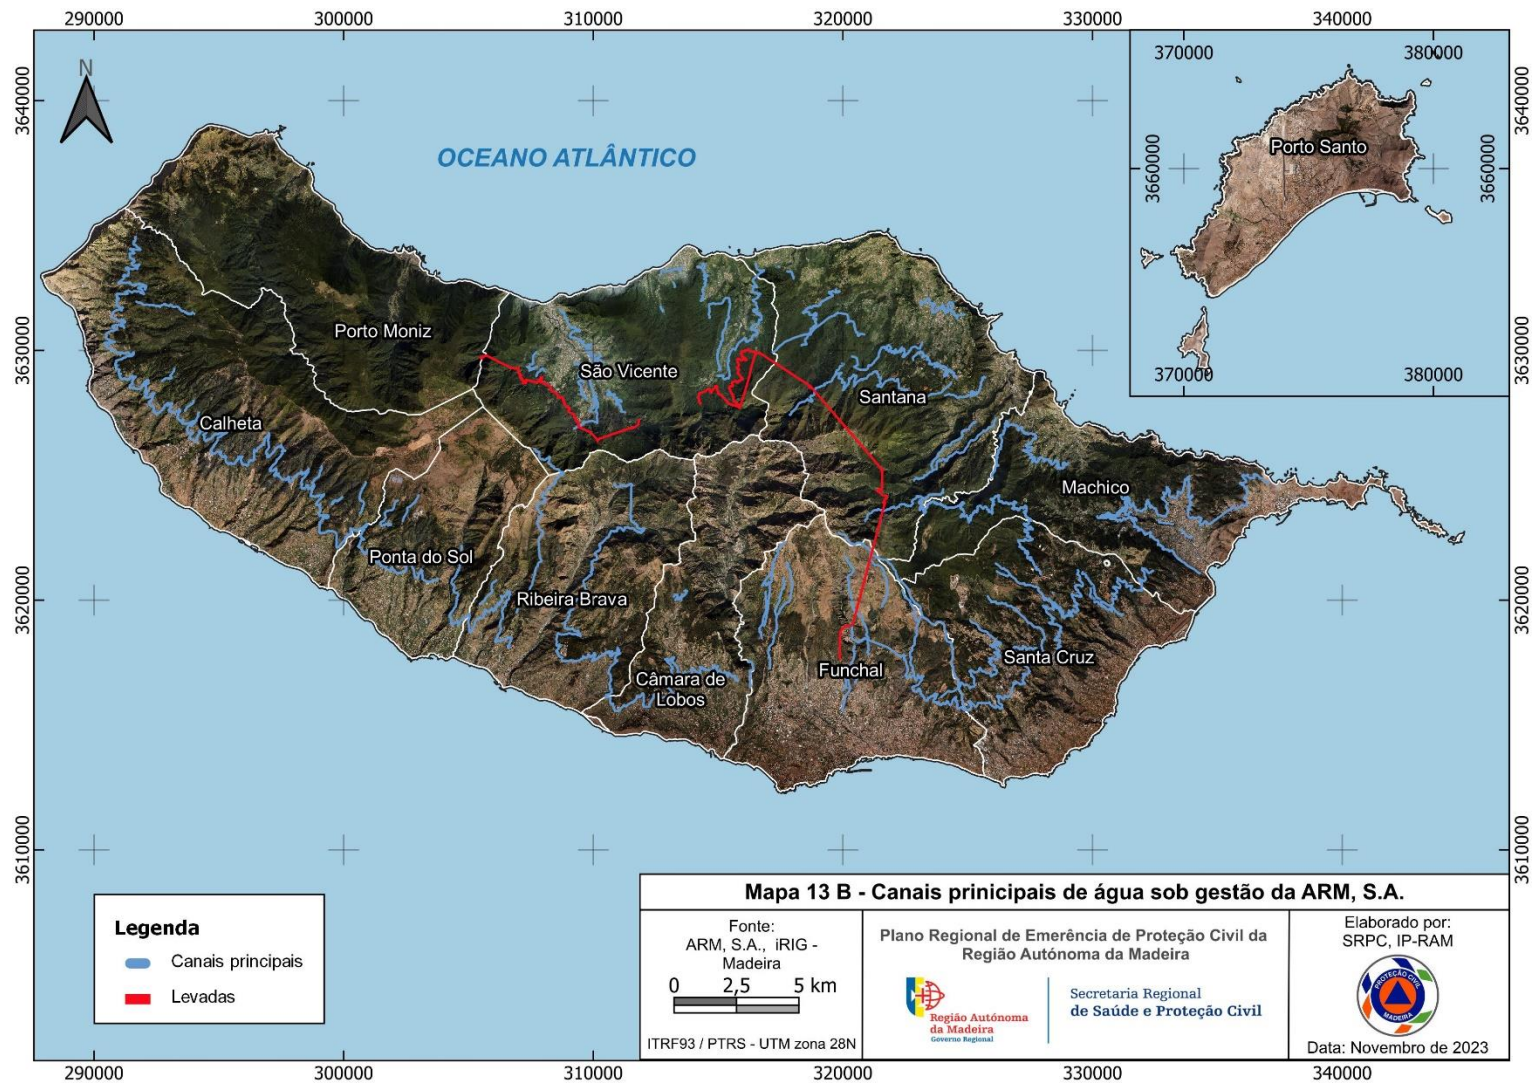 290000
300000
310000
320000
330000
340000
3640000
3630000
3620000
3610000
N
OCEANO ATLÂNTICO
370000
380000
3660000
Porto Santo
3660000
370000
380000
3640000
3630000
3620000
3610000
Porto Moniz
São Vicente
Santana
Calheta
Machico
Ponta do Sol
Ribeira Brava
Santa Cruz
Funchal
Câmara de
Lobos
Legenda
Canais principais
Levadas
Mapa 13 B - Canais prinicipais de água sob gestão da ARM, S.A.
Fonte:
ARM, S.A., iRIG -
Madeira
0 2,5 5 km
ITRF93 / PTRS - UTM zona 28N
Plano Regional de Emerência de Proteção Civil da
Região Autónoma da Madeira
Região Autónoma
da Madeira
Governo Regional
Secretaria Regional
de Saúde e Proteção Civil
Elaborado por:
SRPC, IP-RAM
PROTEÇÃO CIVIL
MADEIRA
Data: Novembro de 2023
290000
300000
310000
320000
330000
340000